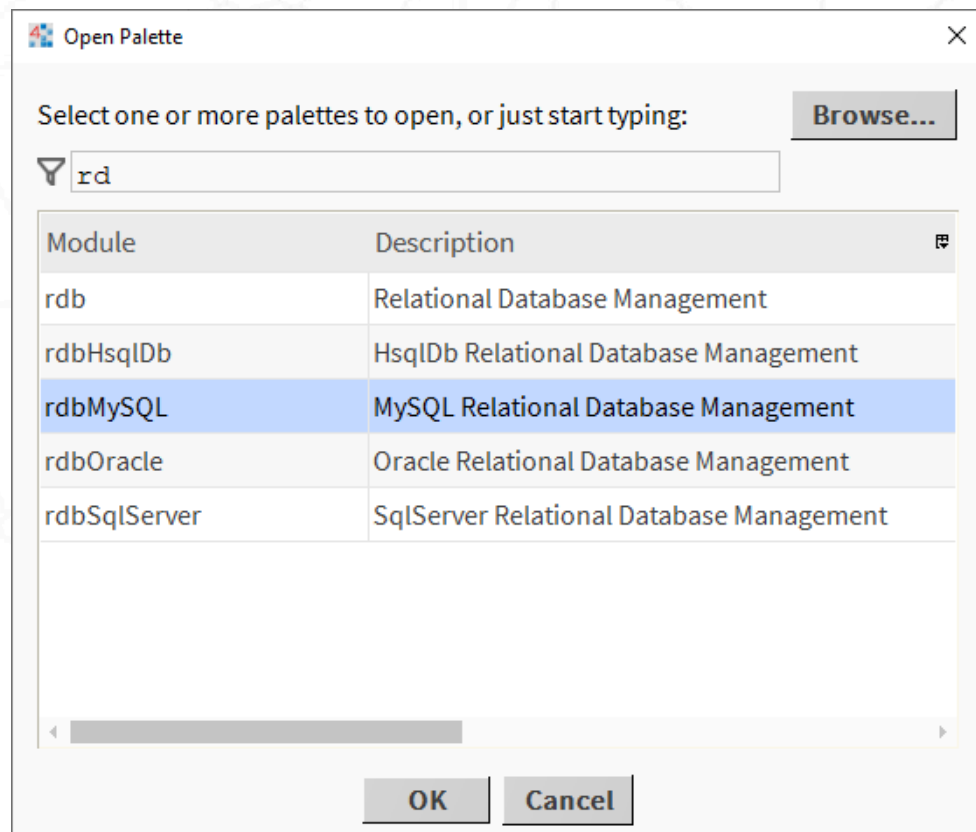 Open Palette
Select one or more palettes to open, or just start typing:
Browse...
rd
Module Description
rdb Relational Database Management
rdbHsqlDb HsqlDb Relational Database Management
rdbMySQL MySQL Relational Database Management
rdbOracle Oracle Relational Database Management
rdbSqlServer SqlServer Relational Database Management
OK Cancel